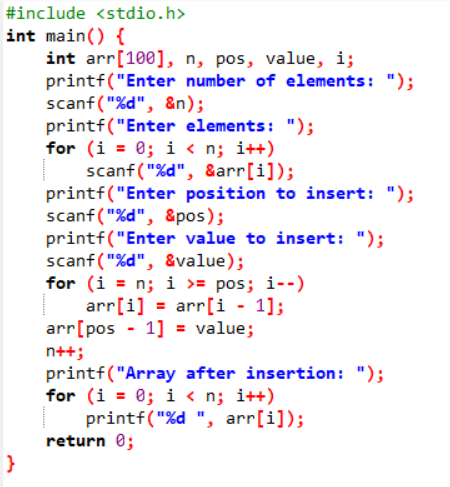 #include <stdio.h>
int main() {
    int arr[100], n, pos, value, i;
    printf("Enter number of elements: ");
    scanf("%d", &n);
    printf("Enter elements: ");
    for (i = 0; i < n; i++)
        scanf("%d", &arr[i]);
    printf("Enter position to insert: ");
    scanf("%d", &pos);
    printf("Enter value to insert: ");
    scanf("%d", &value);
    for (i = n; i >= pos; i--)
        arr[i] = arr[i - 1];
    arr[pos - 1] = value;
    n++;
    printf("Array after insertion: ");
    for (i = 0; i < n; i++)
        printf("%d ", arr[i]);
    return 0;
}